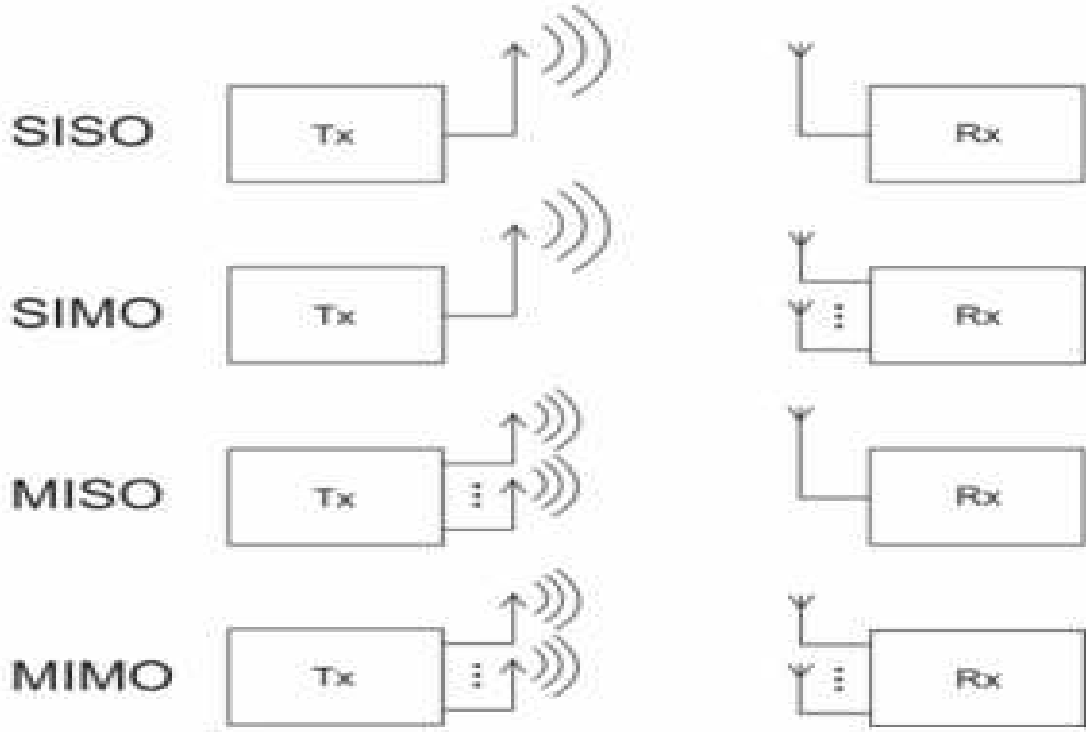 SISO Tx Rx
SIMO Tx ⋮ Rx
MISO Tx ⋮ Rx
MIMO Tx ⋮ ⋮ Rx